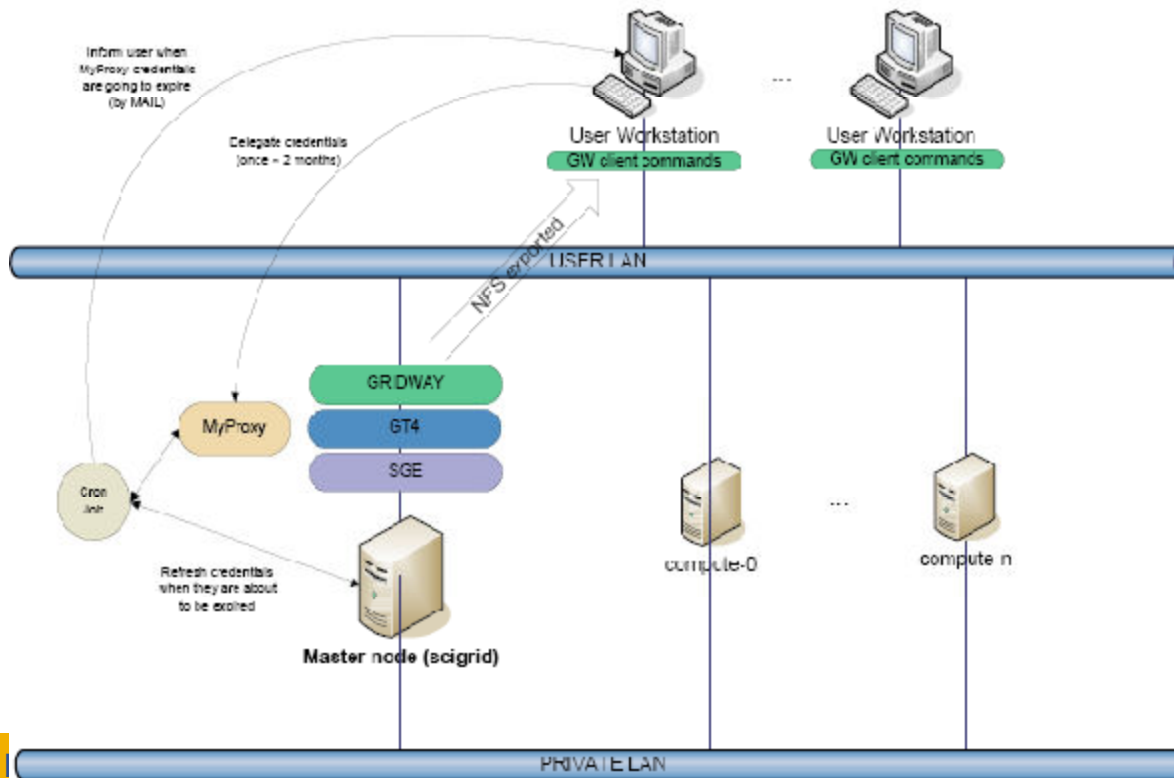 Inform user when
MyProxy credentials
are going to expire
(by MAIL)
...
Delegate credentials
(once ~ 2 months)
User Workstation
GW client commands
User Workstation
GW client commands
NFS exported
USER LAN
GRIDWAY
MyProxy
GT4
SGE
Cron
Job
...
compute-0
compute-n
Refresh credentials
when they are about
to be expired
Master node (scigrid)
PRIVATE LAN